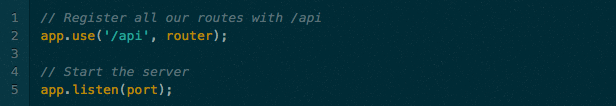 1 // Register all our routes with /api
2 app.use('/api', router);
3
4 // Start the server
5 app.listen(port);